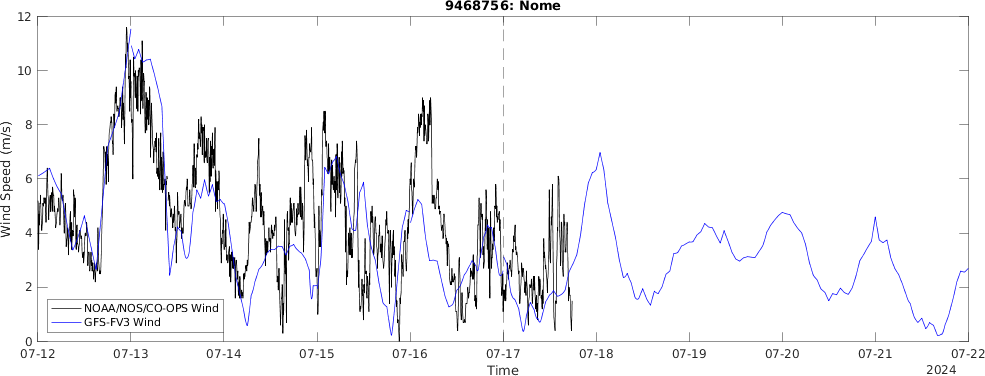 9468756: Nome
12
10
8
6
4
2
0
Wind Speed (m/s)
NOAA/NOS/CO-OPS Wind
GFS-FV3 Wind
07-12 07-13 07-14 07-15 07-16 07-17 07-18 07-19 07-20 07-21 07-22
Time
2024